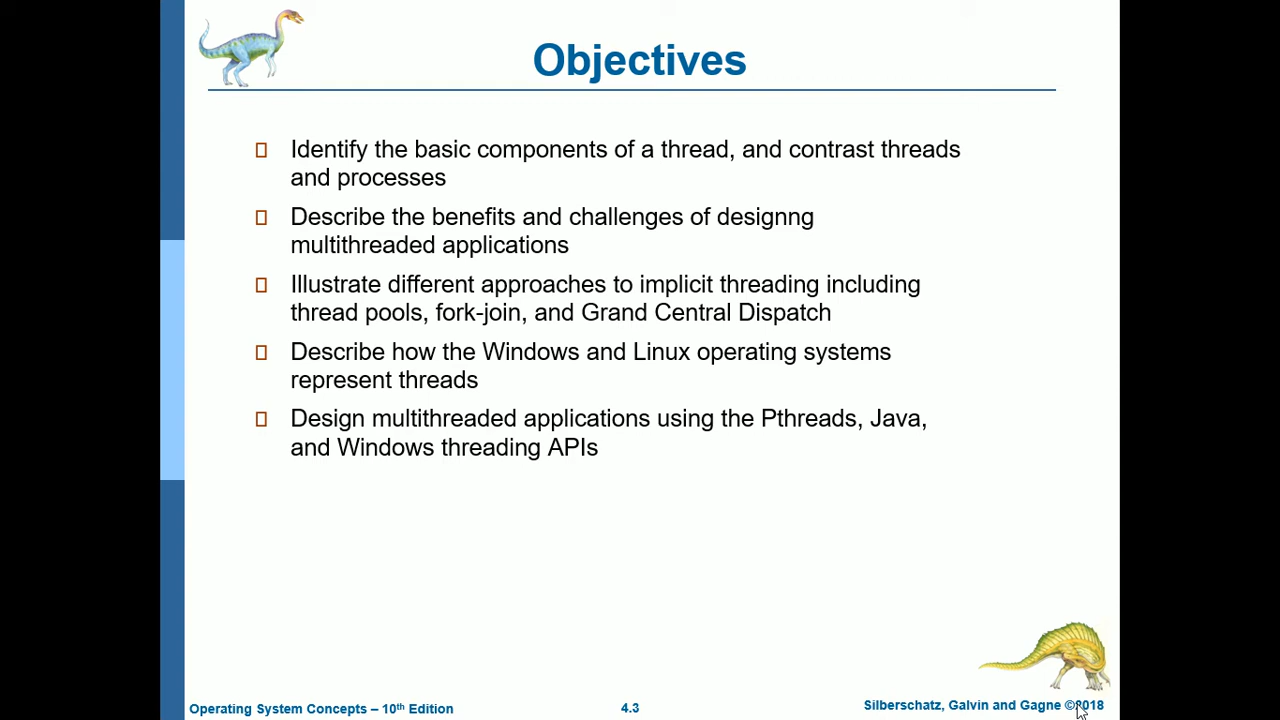 Objectives
Identify the basic components of a thread, and contrast threads
and processes
Describe the benefits and challenges of designng
multithreaded applications
Illustrate different approaches to implicit threading including
thread pools, fork-join, and Grand Central Dispatch
Describe how the Windows and Linux operating systems
represent threads
Design multithreaded applications using the Pthreads, Java,
and Windows threading APIs
Operating System Concepts – 10th Edition
4.3
Silberschatz, Galvin and Gagne ©2018